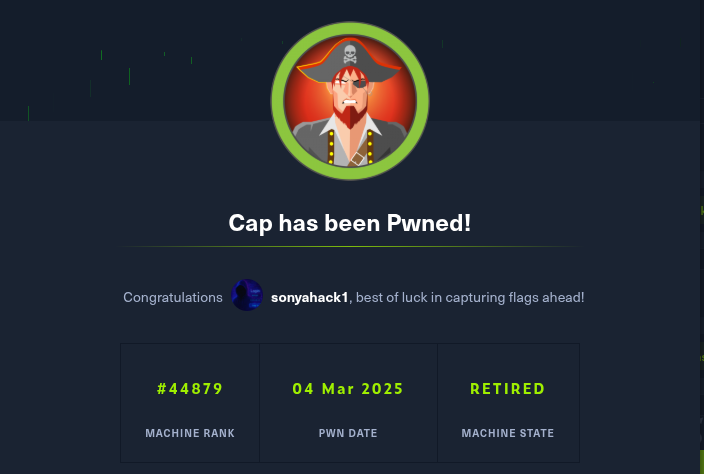 Cap has been Pwned!
Congratulations sonyahack1, best of luck in capturing flags ahead!
#44879 04 Mar 2025 RETIRED
MACHINE RANK PWN DATE MACHINE STATE